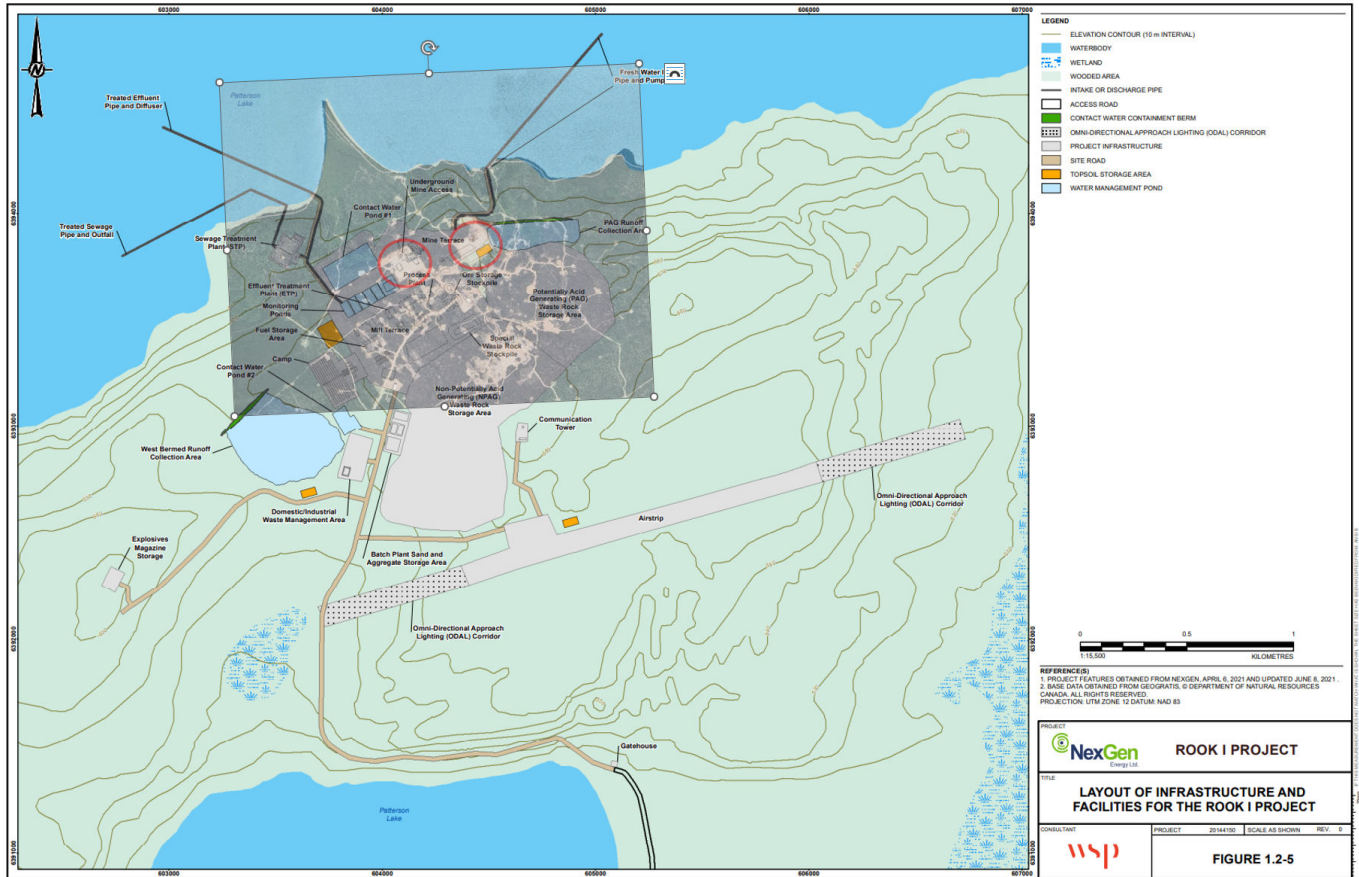 603000
604000
605000
606000
607000
6394000
6393000
6392000
6391000
6394000
6393000
6392000
6391000
603000
604000
605000
606000
607000
N
Patterson
Lake
Treated Effluent
Pipe and Diffuser
Fresh Water
Pipe and Pump
Treated Sewage
Pipe and Outfall
Sewage Treatment
Plant (STP)
Contact Water
Pond #1
Underground
Mine Access
Mine Terrace
PAG Runoff
Collection Area
Process
Plant
Ore Storage
Stockpile
Effluent Treatment
Plant (ETP)
Monitoring
Ponds
Potentially Acid
Generating (PAG)
Waste Rock
Storage Area
Fuel Storage
Area
Mill Terrace
Special
Waste Rock
Stockpile
Camp
Contact Water
Pond #2
Non-Potentially Acid
Generating (NPAG)
Waste Rock
Storage Area
Communication
Tower
West Bermed Runoff
Collection Area
Omni-Directional Approach
Lighting (ODAL) Corridor
Domestic/Industrial
Waste Management Area
Airstrip
Explosives
Magazine
Storage
Batch Plant Sand and
Aggregate Storage Area
Omni-Directional Approach
Lighting (ODAL) Corridor
Gatehouse
Patterson
Lake
LEGEND
ELEVATION CONTOUR (10 m INTERVAL)
WATERBODY
WETLAND
WOODED AREA
INTAKE OR DISCHARGE PIPE
ACCESS ROAD
CONTACT WATER CONTAINMENT BERM
OMNI-DIRECTIONAL APPROACH LIGHTING (ODAL) CORRIDOR
PROJECT INFRASTRUCTURE
SITE ROAD
TOPSOIL STORAGE AREA
WATER MANAGEMENT POND
0 0.5 1
1:15,500 KILOMETRES
REFERENCE(S)
1. PROJECT FEATURES OBTAINED FROM NEXGEN, APRIL 6, 2021 AND UPDATED JUNE 8, 2021 .
2. BASE DATA OBTAINED FROM GEOGRATIS, © DEPARTMENT OF NATURAL RESOURCES
CANADA. ALL RIGHTS RESERVED.
PROJECTION: UTM ZONE 12 DATUM: NAD 83
PROJECT
NexGen
Energy Ltd.
ROOK I PROJECT
TITLE
LAYOUT OF INFRASTRUCTURE AND
FACILITIES FOR THE ROOK I PROJECT
CONSULTANT
wsp
PROJECT 20144150 SCALE AS SHOWN REV. 0
FIGURE 1.2-5